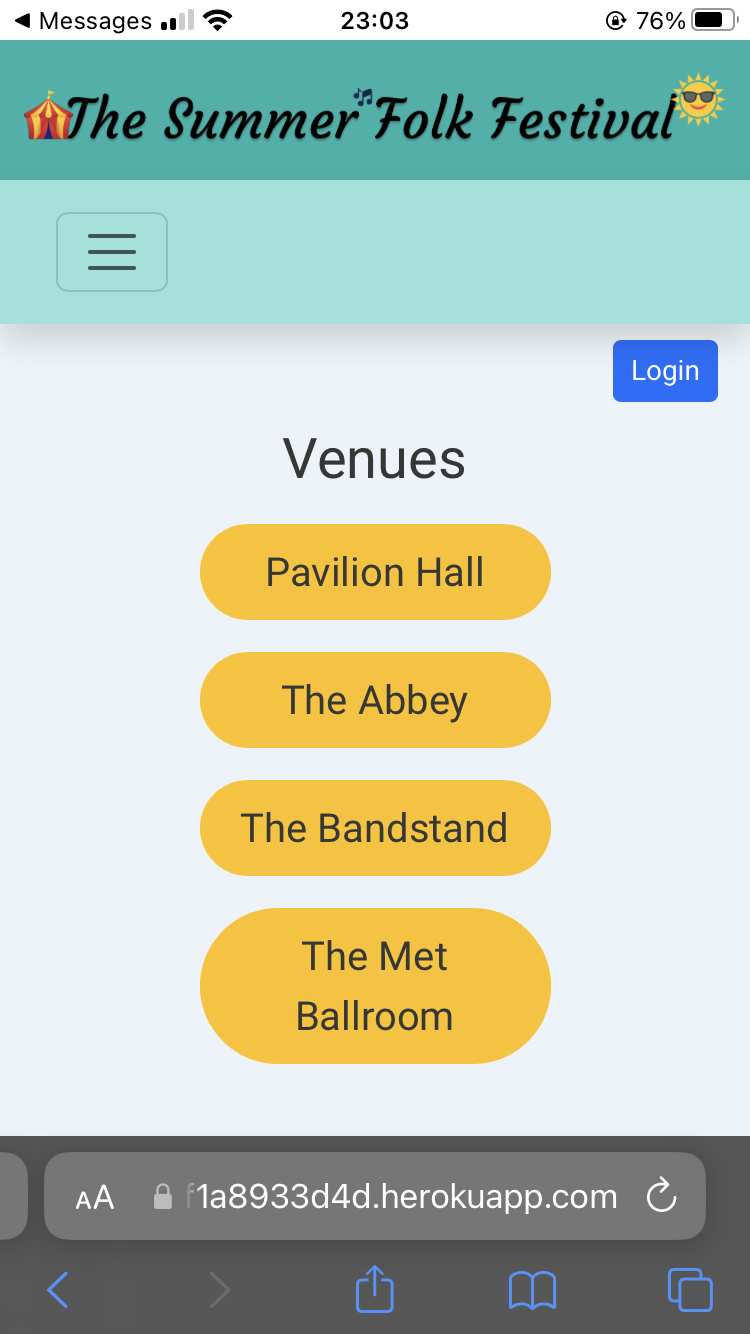 Messages 23:03 76%
The Summer Folk Festival
Login
Venues
Pavilion Hall
The Abbey
The Bandstand
The Met
Ballroom
AA f1a8933d4d.herokuapp.com